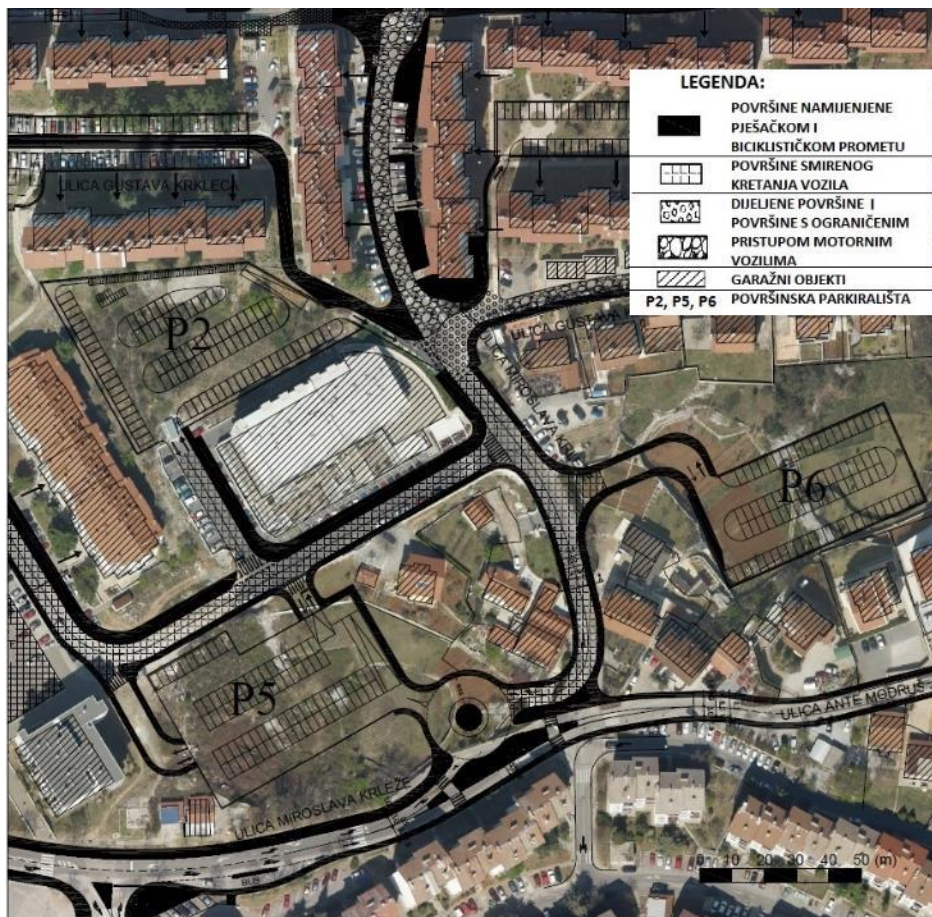 LEGENDA:
POVRŠINE NAMIJENJENE
PJEŠAČKOM I
BICIKLISTIČKOM PROMETU
POVRŠINE SMIRENOG
KRETANJA VOZILA
DIJELJENE POVRŠINE I
POVRŠINE S OGRANIČENIM
PRISTUPOM MOTORNIM
VOZILIMA
GARAŽNI OBJEKTI
P2, P5, P6 POVRŠINSKA PARKIRALIŠTA
ULICA GUSTAVA KRKLECA
P2
ULICA GUSTAVA
ULICA MIROSLAVA KRL
P6
P5
ULICA ANTE MODRUŠ
ULICA MIROSLAVA KRLEŽE
BUS
0 10 20 30 40 50 (m)